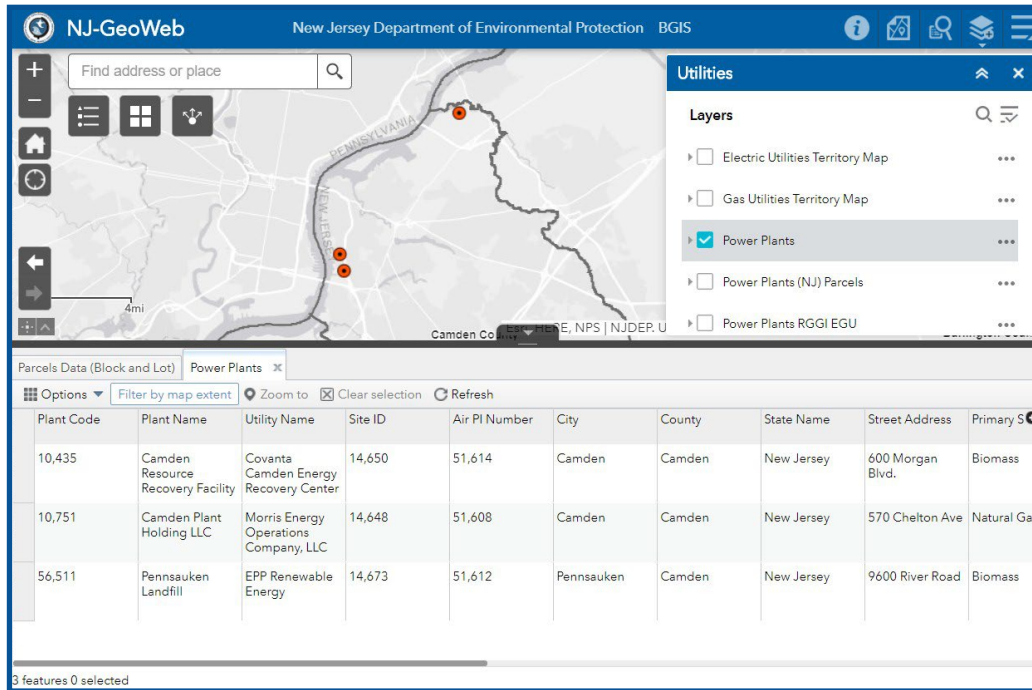 NJ-GeoWeb
New Jersey Department of Environmental Protection BGIS
Find address or place
Utilities
Layers
Electric Utilities Territory Map
Gas Utilities Territory Map
Power Plants
Power Plants (NJ) Parcels
Power Plants RGGI EGU
PENNSYLVANIA
NEW JERSEY
4mi
HERE, NPS | NJDEP, U
Parcels Data (Block and Lot) Power Plants
Options Filter by map extent Zoom to Clear selection Refresh
Plant Code Plant Name Utility Name Site ID Air PI Number City County State Name Street Address Primary S
10,435 Camden Covanta 14,650 51,614 Camden Camden New Jersey 600 Morgan Biomass
Resource Camden Energy Blvd.
Recovery Facility Recovery Center
10,751 Camden Plant Morris Energy 14,648 51,608 Camden Camden New Jersey 570 Chelton Ave Natural Ga
Holding LLC Operations
Company, LLC
56,511 Pennsauken EPP Renewable 14,673 51,612 Pennsauken Camden New Jersey 9600 River Road Biomass
Landfill Energy
3 features 0 selected